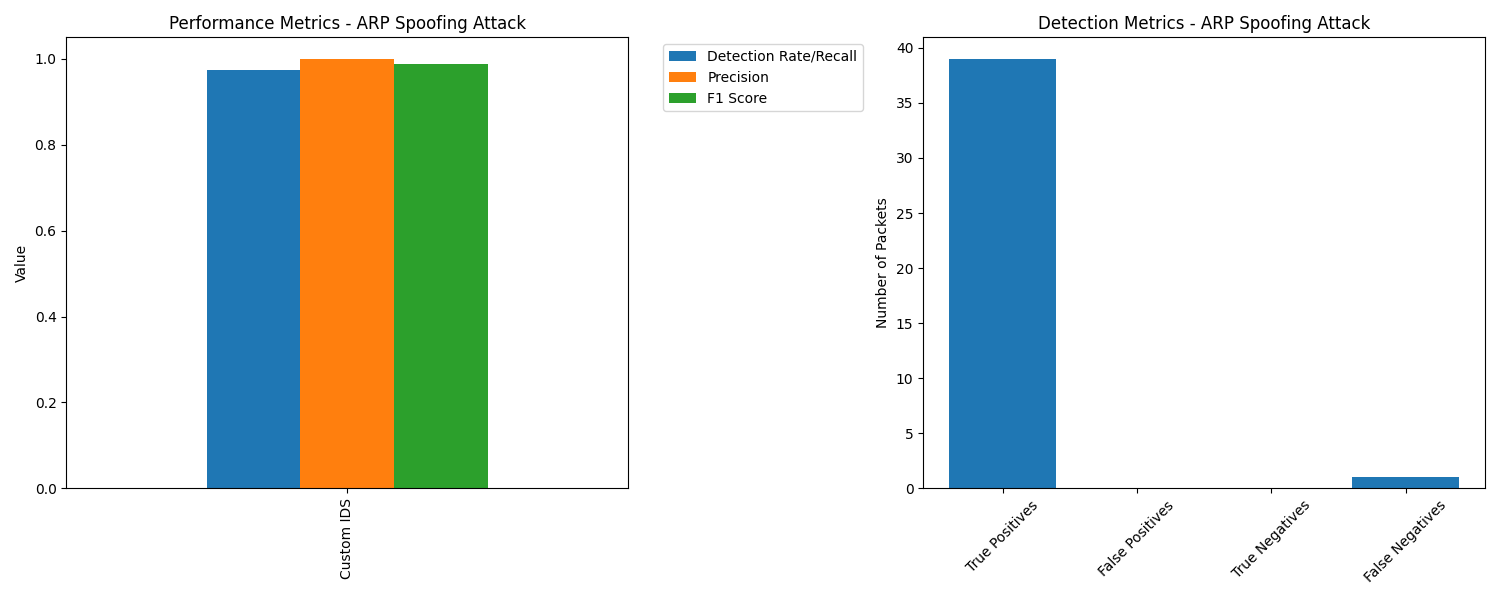 Performance Metrics - ARP Spoofing Attack
Value
1.0
0.8
0.6
0.4
0.2
0.0
Custom IDS
Detection Rate/Recall
Precision
F1 Score
Detection Metrics - ARP Spoofing Attack
Number of Packets
40
35
30
25
20
15
10
5
0
True Positives
False Positives
True Negatives
False Negatives